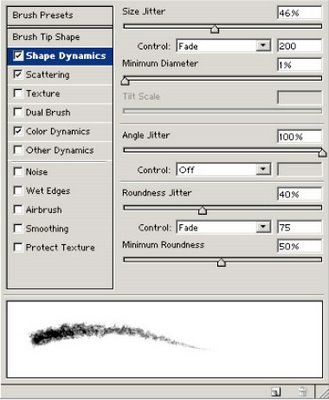 Brush Presets
Brush Tip Shape
Shape Dynamics
Scattering
Texture
Dual Brush
Color Dynamics
Other Dynamics
Noise
Wet Edges
Airbrush
Smoothing
Protect Texture
Size Jitter 46%
Control: Fade 200
Minimum Diameter 1%
Tilt Scale
Angle Jitter 100%
Control: Off
Roundness Jitter 40%
Control: Fade 75
Minimum Roundness 50%